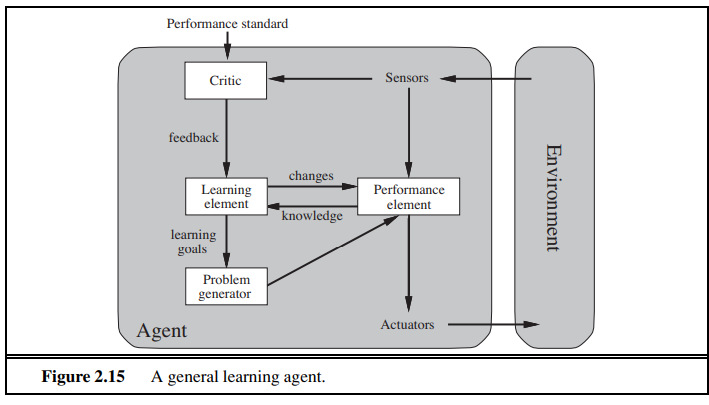 Performance standard
Critic
Sensors
feedback
Learning
element
changes
knowledge
Performance
element
learning
goals
Problem
generator
Actuators
Agent
Environment
Figure 2.15 A general learning agent.